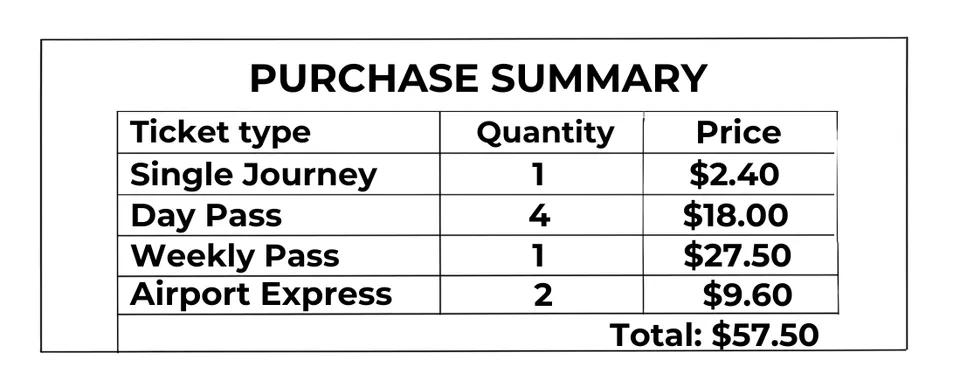 PURCHASE SUMMARY
Ticket type Quantity Price
Single Journey 1 $2.40
Day Pass 4 $18.00
Weekly Pass 1 $27.50
Airport Express 2 $9.60
Total: $57.50